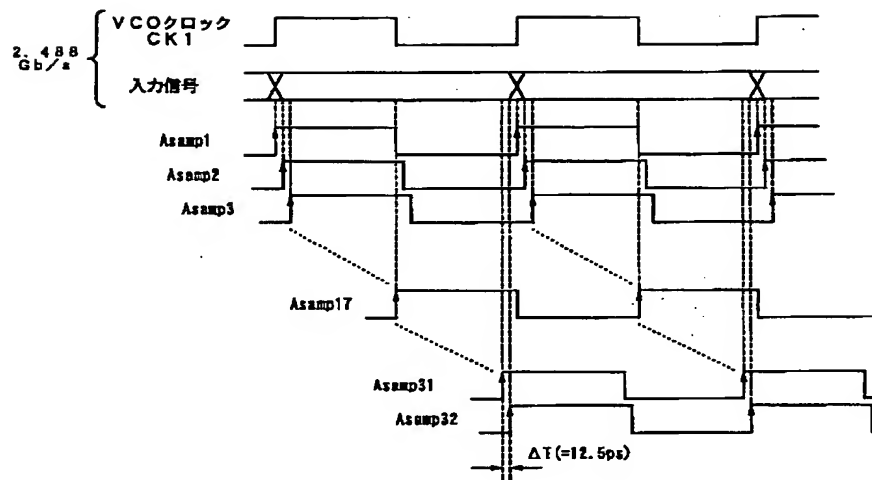 VCOクロック
CK1
2.488
Gb/s
入力信号
Asamp1
Asamp2
Asamp3
Asamp17
Asamp31
Asamp32
ΔT(=12.5ps)